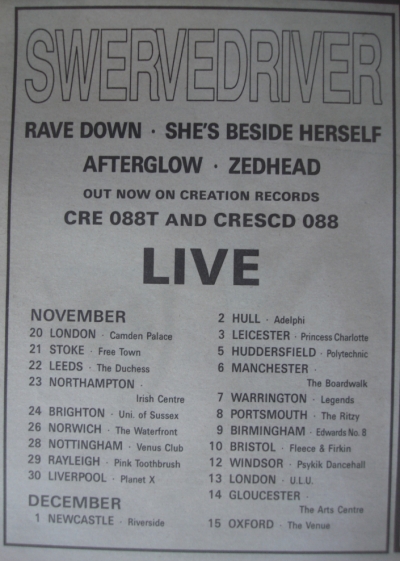 SWERVEDRIVER
RAVE DOWN · SHE'S BESIDE HERSELF
AFTERGLOW · ZEDHEAD
OUT NOW ON CREATION RECORDS
CRE 088T AND CRESCD 088
LIVE
NOVEMBER
20 LONDON · Camden Palace
21 STOKE · Free Town
22 LEEDS · The Duchess
23 NORTHAMPTON ·
Irish Centre
24 BRIGHTON · Uni. of Sussex
26 NORWICH · The Waterfront
28 NOTTINGHAM · Venus Club
29 RAYLEIGH · Pink Toothbrush
30 LIVERPOOL · Planet X
DECEMBER
1 NEWCASTLE · Riverside
2 HULL · Adelphi
3 LEICESTER · Princess Charlotte
5 HUDDERSFIELD · Polytechnic
6 MANCHESTER ·
The Boardwalk
7 WARRINGTON · Legends
8 PORTSMOUTH · The Ritzy
9 BIRMINGHAM · Edwards No. 8
10 BRISTOL · Fleece & Firkin
12 WINDSOR · Psykik Dancehall
13 LONDON · U.L.U.
14 GLOUCESTER ·
The Arts Centre
15 OXFORD · The Venue